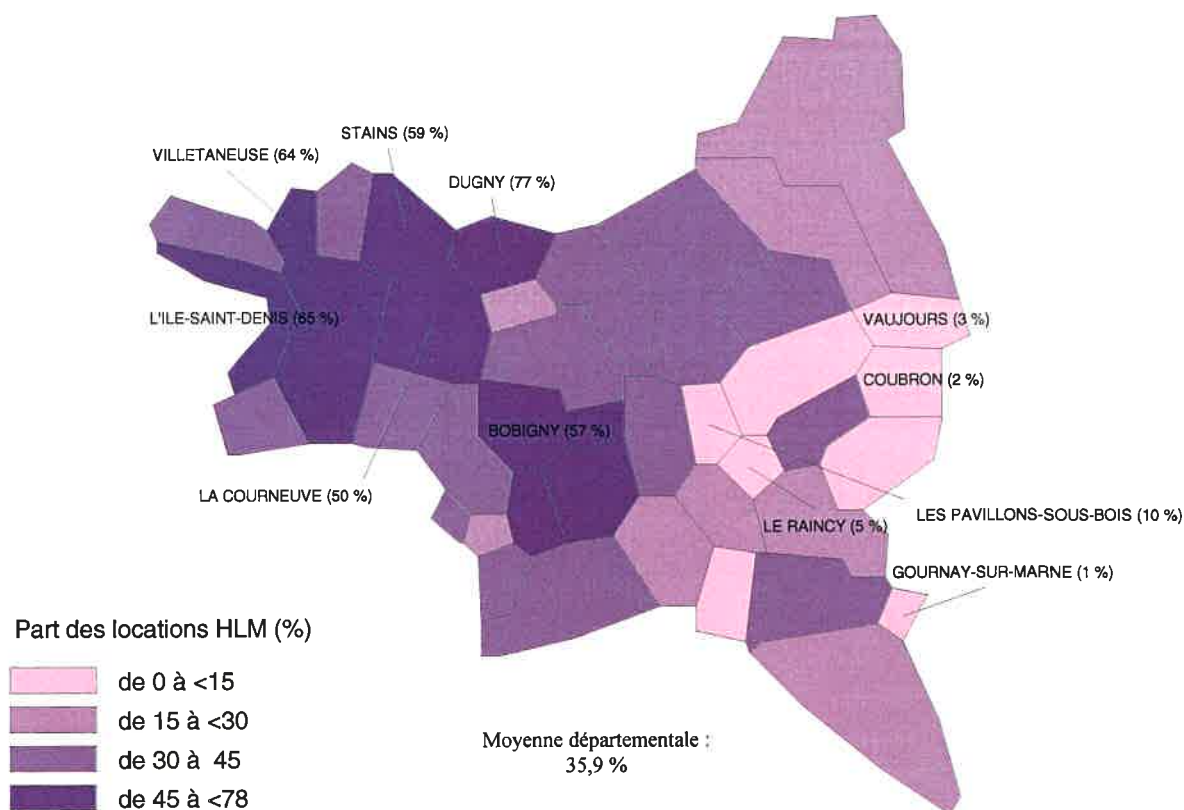 STAINS (59 %)
VILLETANEUSE (64 %)
DUGNY (77 %)
L'ILE-SAINT-DENIS (65 %)
VAUJOURS (3 %)
COUBRON (2 %)
BOBIGNY (57 %)
LA COURNEUVE (50 %)
LES PAVILLONS-SOUS-BOIS (10 %)
LE RAINCY (5 %)
GOURNAY-SUR-MARNE (1 %)
Part des locations HLM (%)
de 0 à <15
de 15 à <30
de 30 à 45
de 45 à <78
Moyenne départementale :
35,9 %